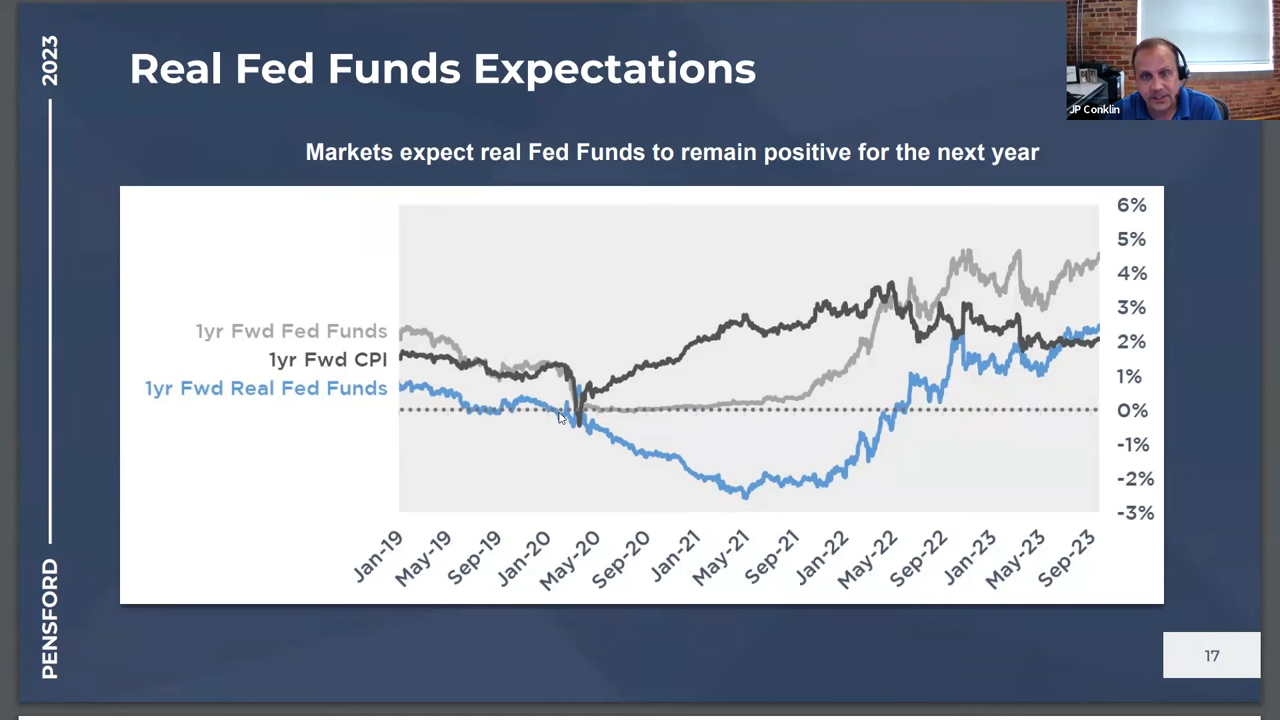 2023
PENSFORD
Real Fed Funds Expectations
JP Conklin
Markets expect real Fed Funds to remain positive for the next year
1yr Fwd Fed Funds
1yr Fwd CPI
1yr Fwd Real Fed Funds
6%
5%
4%
3%
2%
1%
0%
-1%
-2%
-3%
Jan-19
May-19
Sep-19
Jan-20
May-20
Sep-20
Jan-21
May-21
Sep-21
Jan-22
May-22
Sep-22
Jan-23
May-23
Sep-23
17